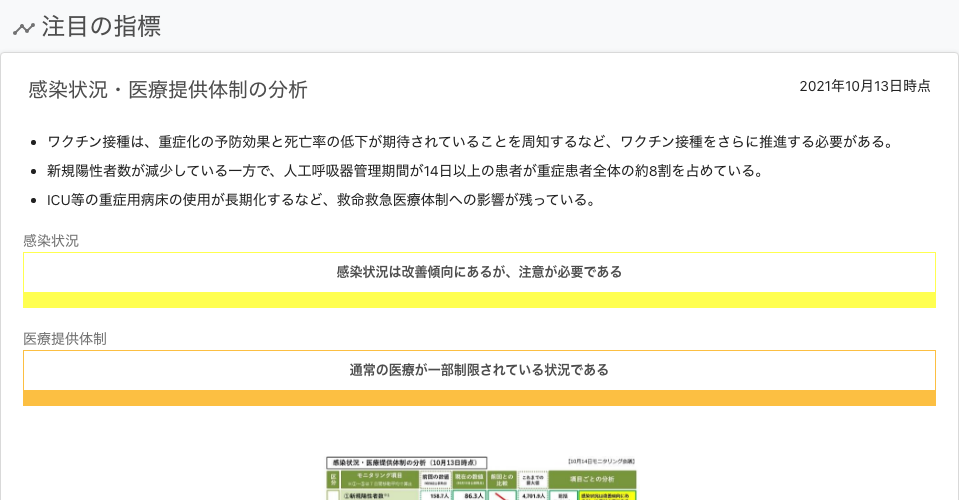 注目の指標
感染状況・医療提供体制の分析
2021年10月13日時点
ワクチン接種は、重症化の予防効果と死亡率の低下が期待されていることを周知するなど、ワクチン接種をさらに推進する必要がある。
新規陽性者数が減少している一方で、人工呼吸器管理期間が14日以上の患者が重症患者全体の約8割を占めている。
ICU等の重症用病床の使用が長期化するなど、救命救急医療体制への影響が残っている。
感染状況
感染状況は改善傾向にあるが、注意が必要である
医療提供体制
通常の医療が一部制限されている状況である
感染状況・医療提供体制の分析（10月13日時点）
【10月14日モニタリング会議】
区分 モニタリング項目 前回の数値 現在の数値 前回との比較 これまでの最大値 項目ごとの分析
①新規陽性者数 138.7人 86.3人 4,701.9人 総括